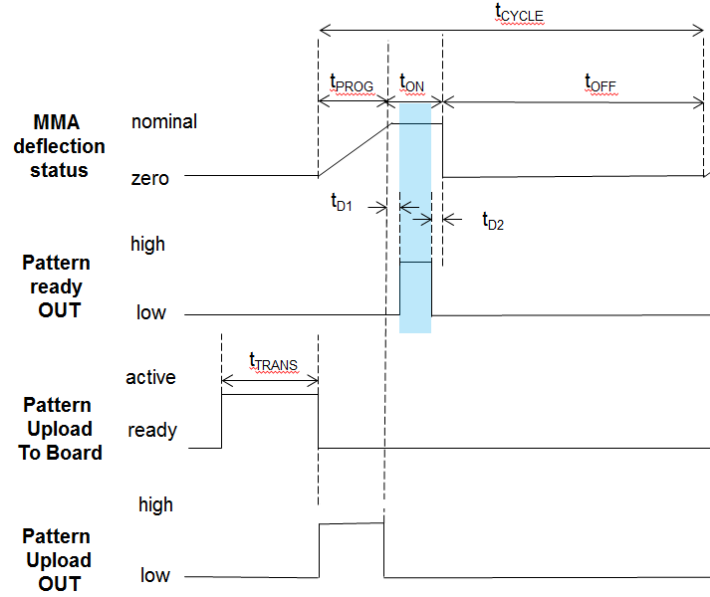 tCYCLE
tPROG
tON
tOFF
MMA
deflection
status
nominal
zero
tD1
tD2
Pattern
ready
OUT
high
low
tTRANS
Pattern
Upload
To Board
active
ready
Pattern
Upload
OUT
high
low